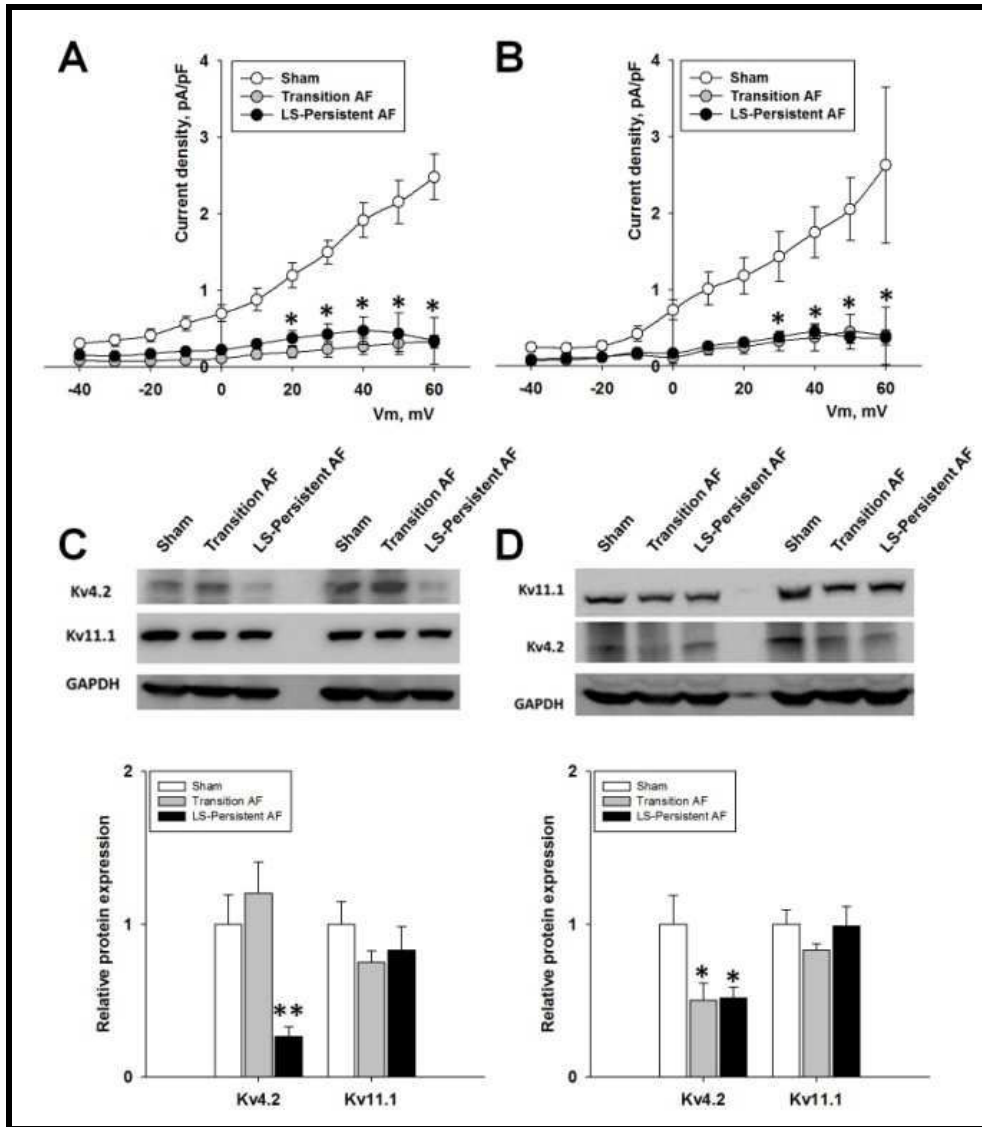 A
Current density, pA/pF
4
3
2
1
0
Sham
Transition AF
LS-Persistent AF
* * * * *
-40 -20 0 20 40 60
Vm, mV
B
Current density, pA/pF
4
3
2
1
0
Sham
Transition AF
LS-Persistent AF
* * * *
-40 -20 0 20 40 60
Vm, mV
C
Sham Transition AF LS-Persistent AF Sham Transition AF LS-Persistent AF
Kv4.2
Kv11.1
GAPDH
Relative protein expression
2
1
0
Sham
Transition AF
LS-Persistent AF
**
Kv4.2 Kv11.1
D
Sham Transition AF LS-Persistent AF Sham Transition AF LS-Persistent AF
Kv11.1
Kv4.2
GAPDH
Relative protein expression
2
1
0
Sham
Transition AF
LS-Persistent AF
* *
Kv4.2 Kv11.1